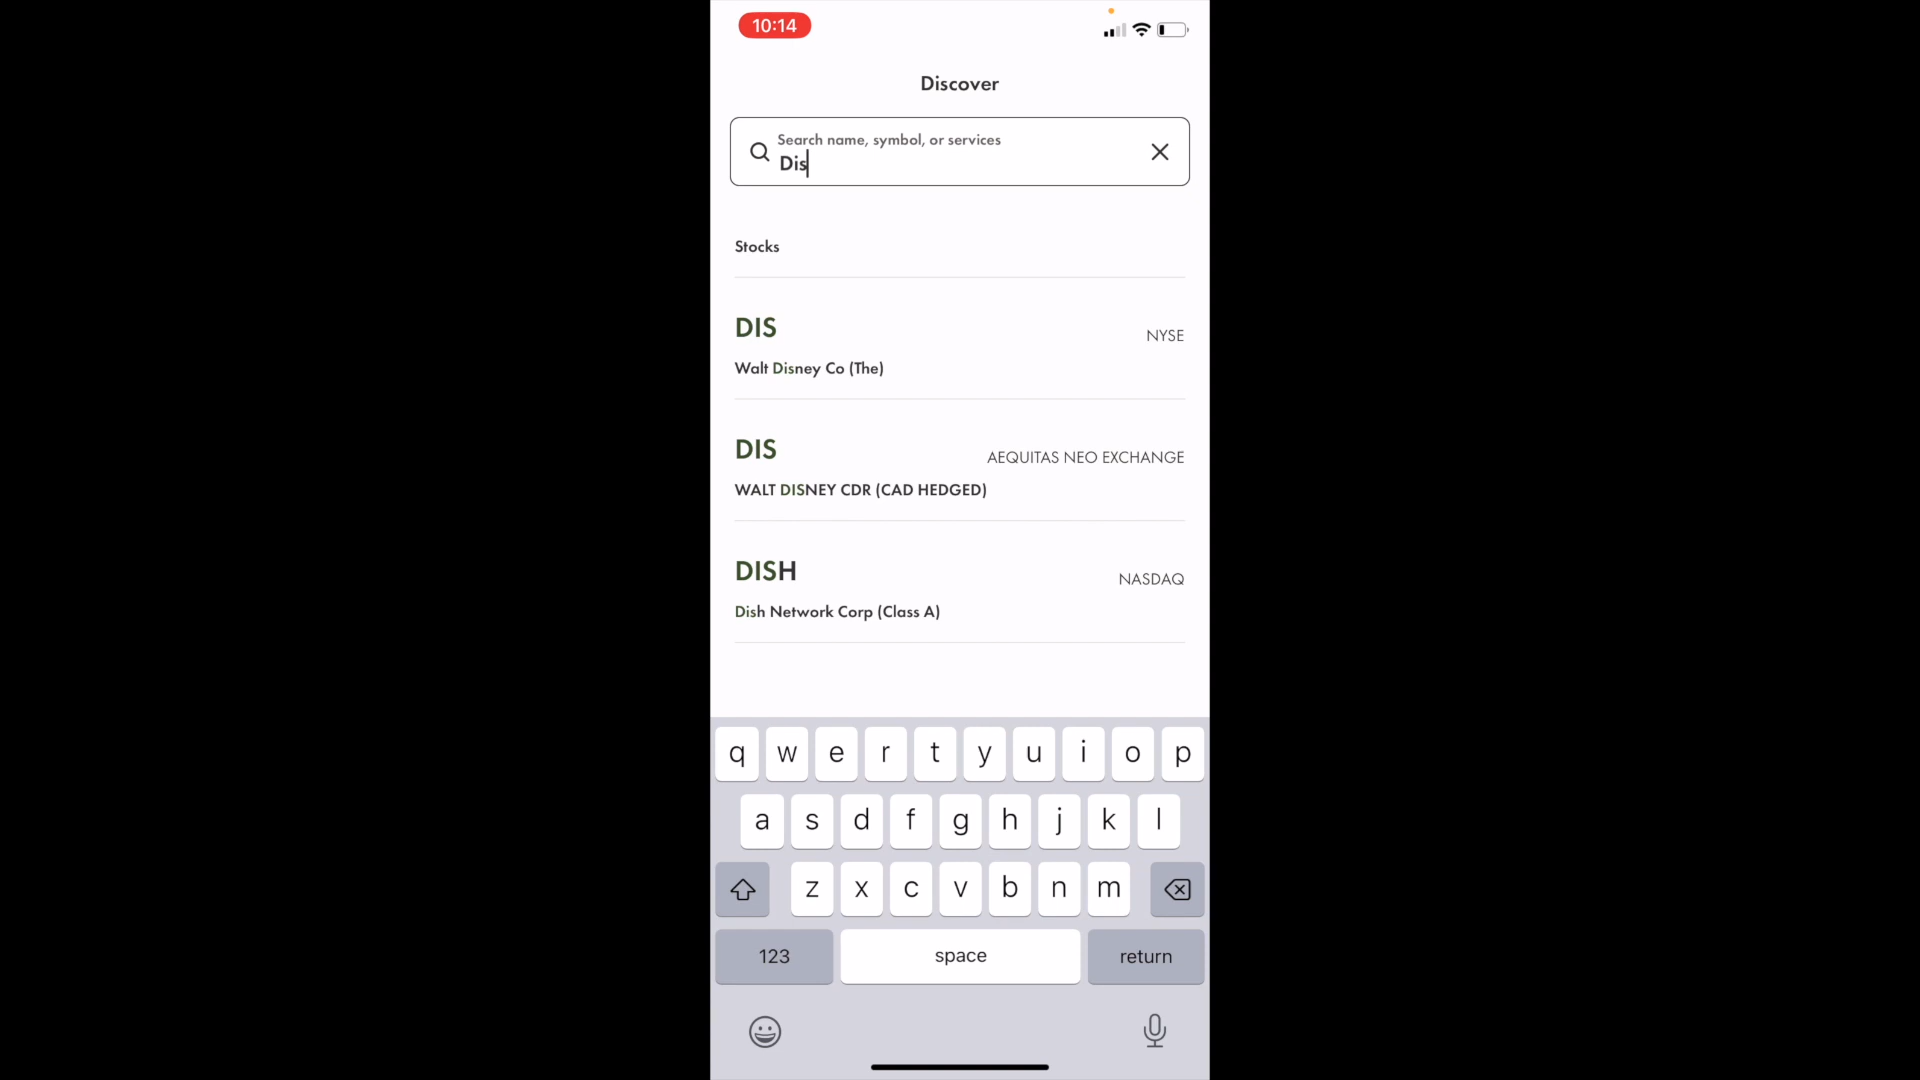 10:14
Discover
Search name, symbol, or services
Dis
Stocks
DIS
NYSE
Walt Disney Co (The)
DIS
AEQUITAS NEO EXCHANGE
WALT DISNEY CDR (CAD HEDGED)
DISH
NASDAQ
Dish Network Corp (Class A)
q w e r t y u i o p
a s d f g h j k l
z x c v b n m
123 space return